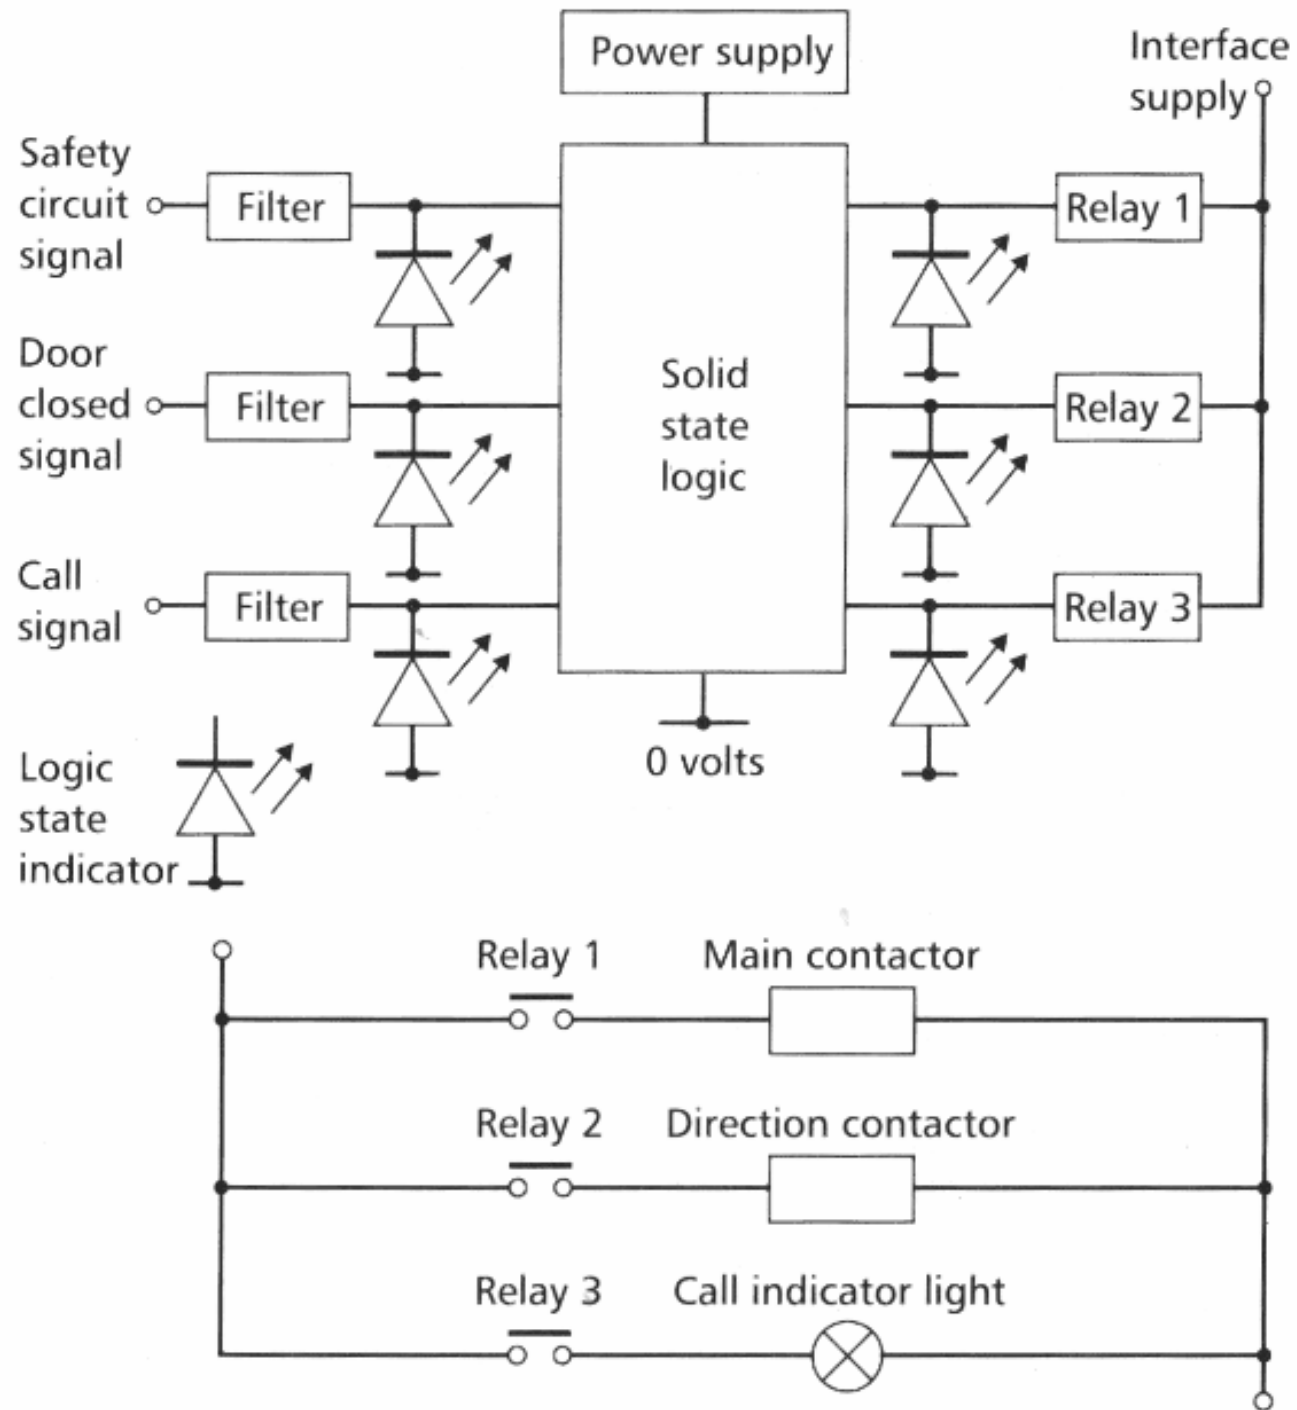 Power supply
Interface
supply
Safety
circuit
signal
Filter
Relay 1
Door
closed
signal
Filter
Solid
state
logic
Relay 2
Call
signal
Filter
Relay 3
0 volts
Logic
state
indicator
Relay 1
Main contactor
Relay 2
Direction contactor
Relay 3
Call indicator light